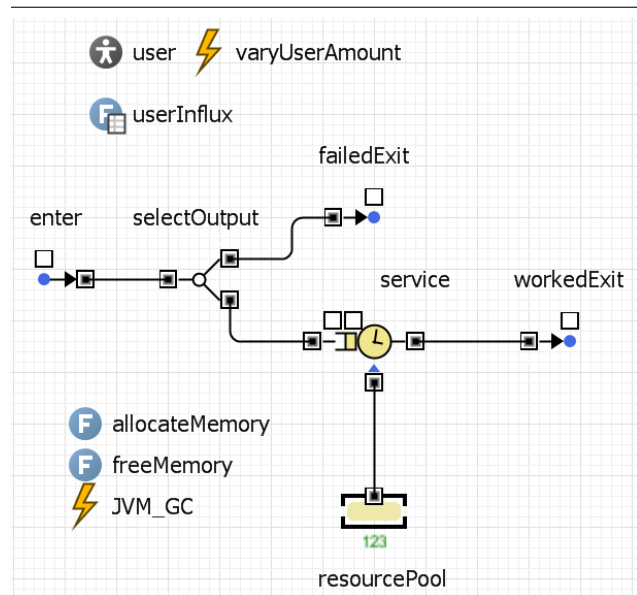 user varyUserAmount
userInflux
failedExit
enter selectOutput
service workedExit
allocateMemory
freeMemory
JVM_GC
123
resourcePool